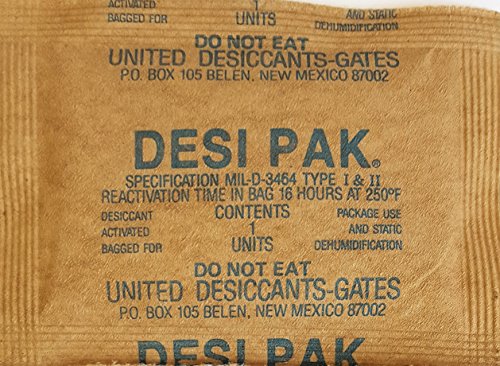 ACTIVATED 1 AND STATIC
BAGGED FOR UNITS DEHUMIDIFICATION
DO NOT EAT
UNITED DESICCANTS-GATES
P.O. BOX 105 BELEN, NEW MEXICO 87002
DESI PAK®
SPECIFICATION MIL-D-3464 TYPE I & II
REACTIVATION TIME IN BAG 16 HOURS AT 250°F
DESICCANT CONTENTS PACKAGE USE
ACTIVATED 1 AND STATIC
BAGGED FOR UNITS DEHUMIDIFICATION
DO NOT EAT
UNITED DESICCANTS-GATES
P.O. BOX 105 BELEN, NEW MEXICO 87002
DESI PAK